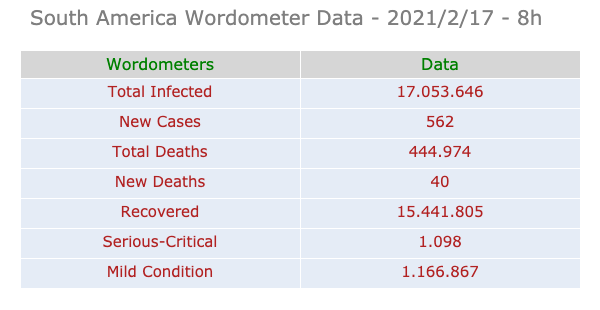 South America Wordometer Data - 2021/2/17 - 8h
Wordometers Data
Total Infected 17.053.646
New Cases 562
Total Deaths 444.974
New Deaths 40
Recovered 15.441.805
Serious-Critical 1.098
Mild Condition 1.166.867